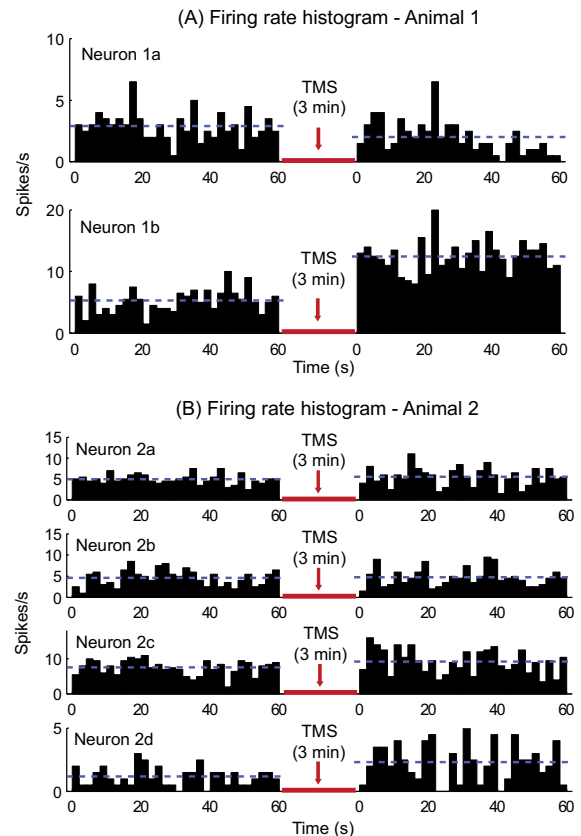 (A) Firing rate histogram - Animal 1
Neuron 1a
10
5
0
TMS
(3 min)
0 20 40 60 0 20 40 60
Spikes/s
Neuron 1b
20
10
0
TMS
(3 min)
0 20 40 60 0 20 40 60
Time (s)
(B) Firing rate histogram - Animal 2
Neuron 2a
15
10
5
0
TMS
(3 min)
0 20 40 60 0 20 40 60
Neuron 2b
15
10
5
0
TMS
(3 min)
0 20 40 60 0 20 40 60
Spikes/s
Neuron 2c
10
0
TMS
(3 min)
0 20 40 60 0 20 40 60
Neuron 2d
5
0
TMS
(3 min)
0 20 40 60 0 20 40 60
Time (s)